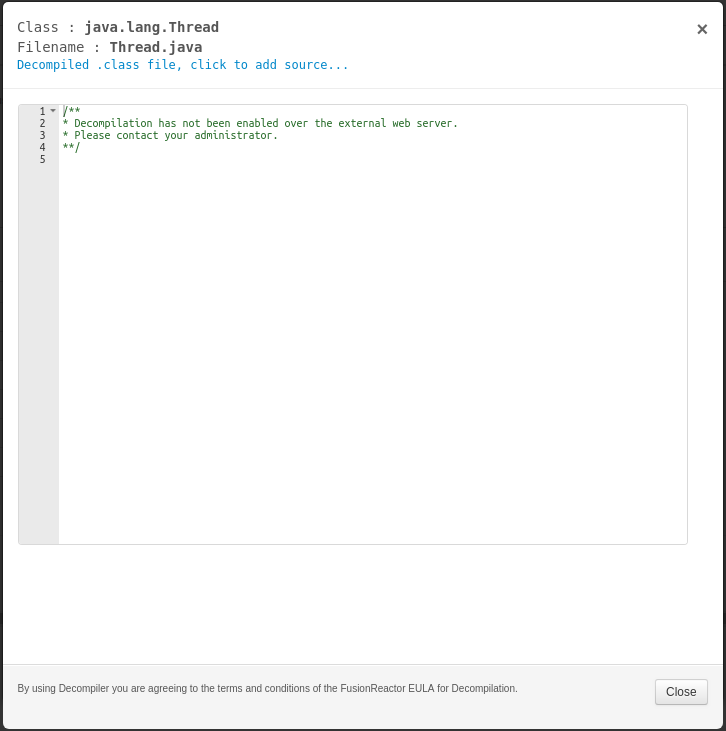 Class : java.lang.Thread
×
Filename : Thread.java
Decompiled .class file, click to add source...
1 /**
2 * Decompilation has not been enabled over the external web server.
3 * Please contact your administrator.
4 **/
5
By using Decompiler you are agreeing to the terms and conditions of the FusionReactor EULA for Decompilation.
Close